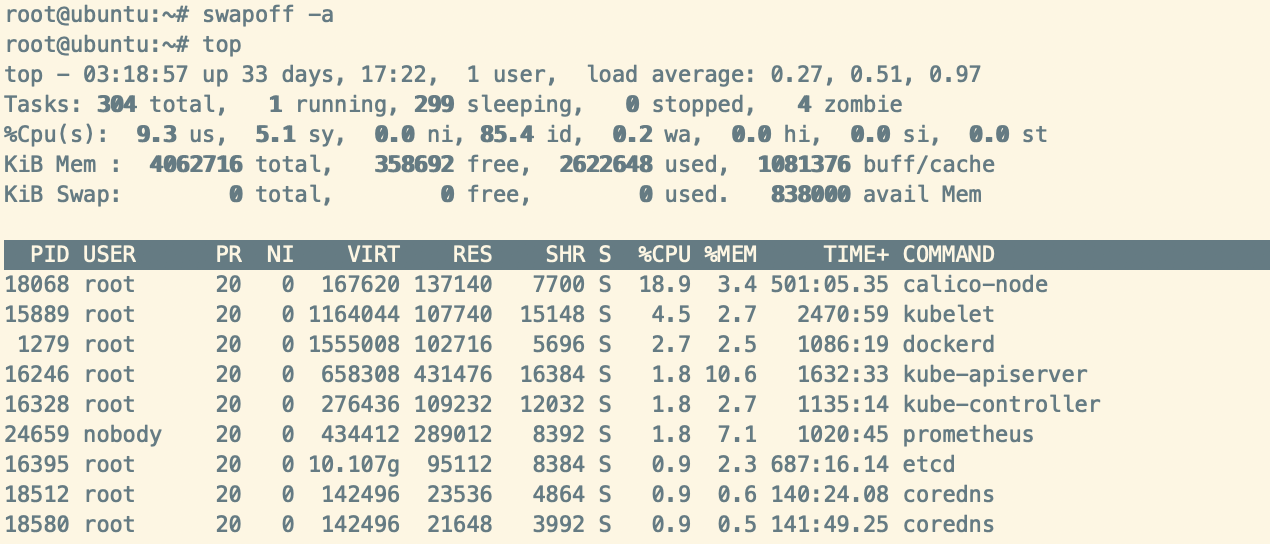 root@ubuntu:~# swapoff -a
root@ubuntu:~# top
top - 03:18:57 up 33 days, 17:22,  1 user,  load average: 0.27, 0.51, 0.97
Tasks: 304 total,   1 running, 299 sleeping,   0 stopped,   4 zombie
%Cpu(s):  9.3 us,  5.1 sy,  0.0 ni, 85.4 id,  0.2 wa,  0.0 hi,  0.0 si,  0.0 st
KiB Mem :  4062716 total,   358692 free,  2622648 used,  1081376 buff/cache
KiB Swap:        0 total,        0 free,        0 used.   838000 avail Mem
  PID USER      PR  NI    VIRT    RES    SHR S  %CPU %MEM     TIME+ COMMAND
18068 root      20   0  167620 137140   7700 S  18.9  3.4 501:05.35 calico-node
15889 root      20   0 1164044 107740  15148 S   4.5  2.7   2470:59 kubelet
 1279 root      20   0 1555008 102716   5696 S   2.7  2.5   1086:19 dockerd
16246 root      20   0  658308 431476  16384 S   1.8 10.6   1632:33 kube-apiserver
16328 root      20   0  276436 109232  12032 S   1.8  2.7   1135:14 kube-controller
24659 nobody    20   0  434412 289012   8392 S   1.8  7.1   1020:45 prometheus
16395 root      20   0 10.107g  95112   8384 S   0.9  2.3 687:16.14 etcd
18512 root      20   0  142496  23536   4864 S   0.9  0.6 140:24.08 coredns
18580 root      20   0  142496  21648   3992 S   0.9  0.5 141:49.25 coredns